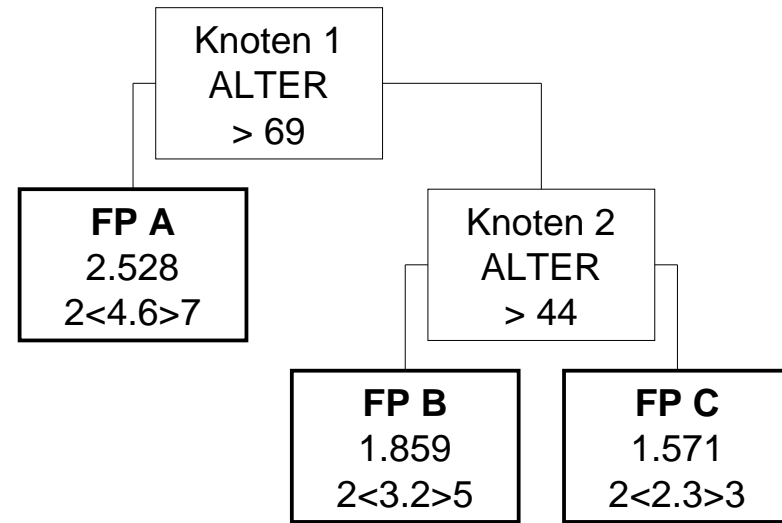 Knoten 1
ALTER
> 69
FP A
2.528
2<4.6>7
Knoten 2
ALTER
> 44
FP B
1.859
2<3.2>5
FP C
1.571
2<2.3>3